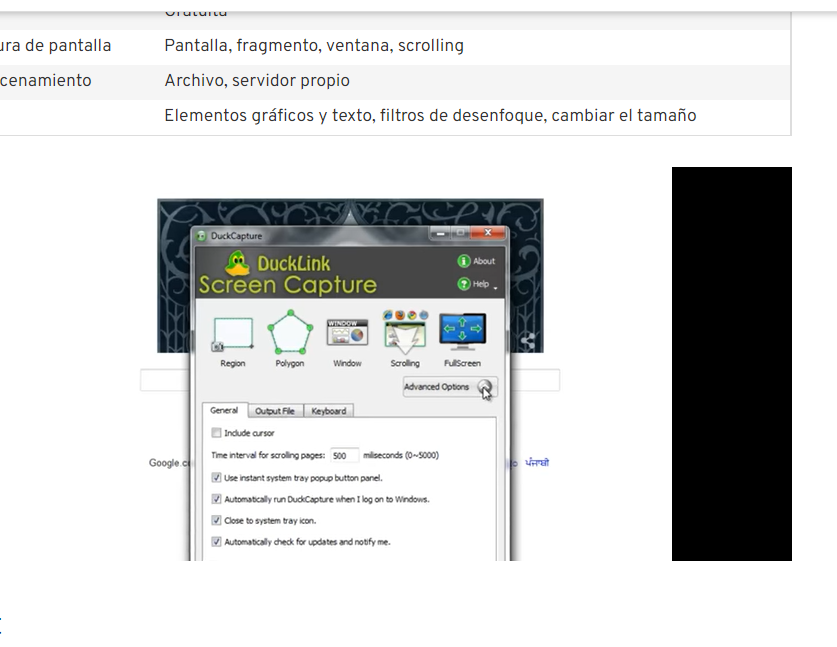 Gratuita
ura de pantalla Pantalla, fragmento, ventana, scrolling
cenamiento Archivo, servidor propio
Elementos gráficos y texto, filtros de desenfoque, cambiar el tamaño
DuckCapture
DuckLink
Screen Capture
About
Help
WINDOW
Region Polygon Window Scrolling FullScreen
Advanced Options
General Output File Keyboard
Include cursor
Time interval for scrolling pages: 500 miliseconds (0~5000)
Google.c ਪੰਜਾਬੀ
Use instant system tray popup button panel.
Automatically run DuckCapture when I log on to Windows.
Close to system tray icon.
Automatically check for updates and notify me.